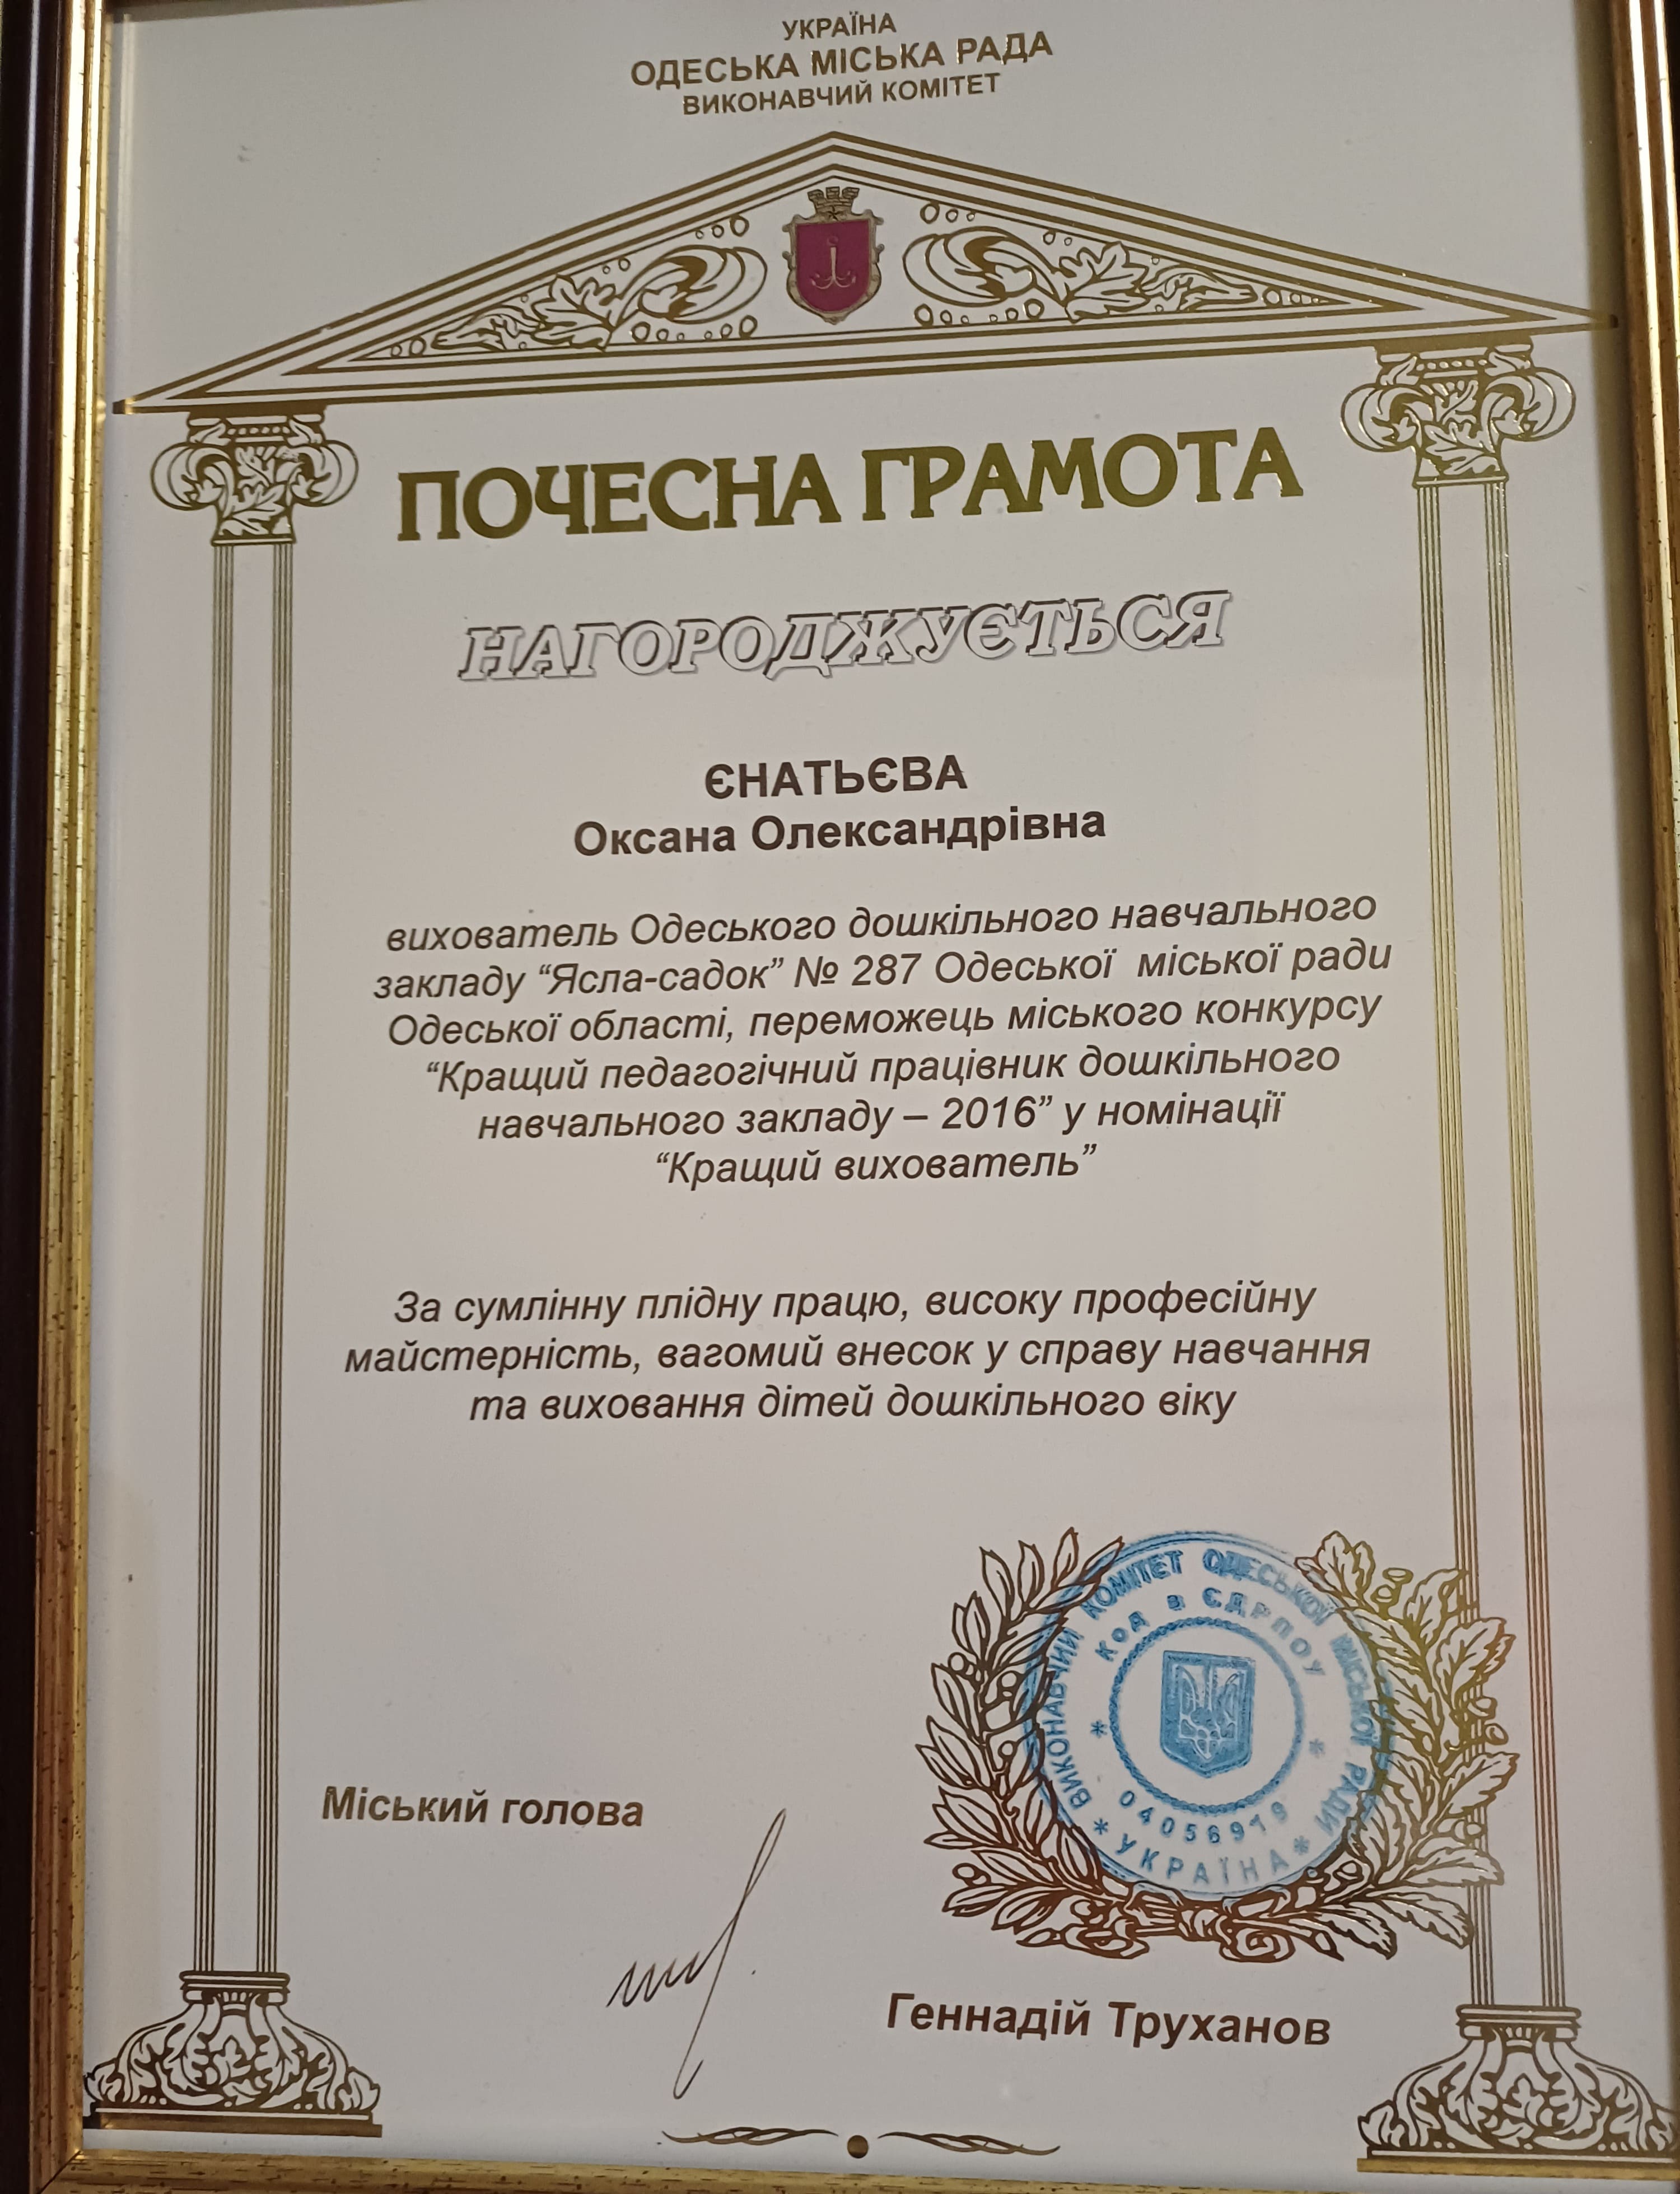 УКРАЇНА
ОДЕСЬКА МІСЬКА РАДА
ВИКОНАВЧИЙ КОМІТЕТ
ПОЧЕСНА ГРАМОТА
НАГОРОДЖУЄТЬСЯ
ЄНАТЬЄВА
Оксана Олександрівна
вихователь Одеського дошкільного навчального
закладу “Ясла-садок” № 287 Одеської міської ради
Одеської області, переможець міського конкурсу
“Кращий педагогічний працівник дошкільного
навчального закладу – 2016” у номінації
“Кращий вихователь”
За сумлінну плідну працю, високу професійну
майстерність, вагомий внесок у справу навчання
та виховання дітей дошкільного віку
ВИКОНАВЧИЙ КОМІТЕТ ОДЕСЬКОЇ МІСЬКОЇ РАДИ
Код в ЄДРПОУ
04056919
* УКРАЇНА *
Міський голова
Геннадій Труханов